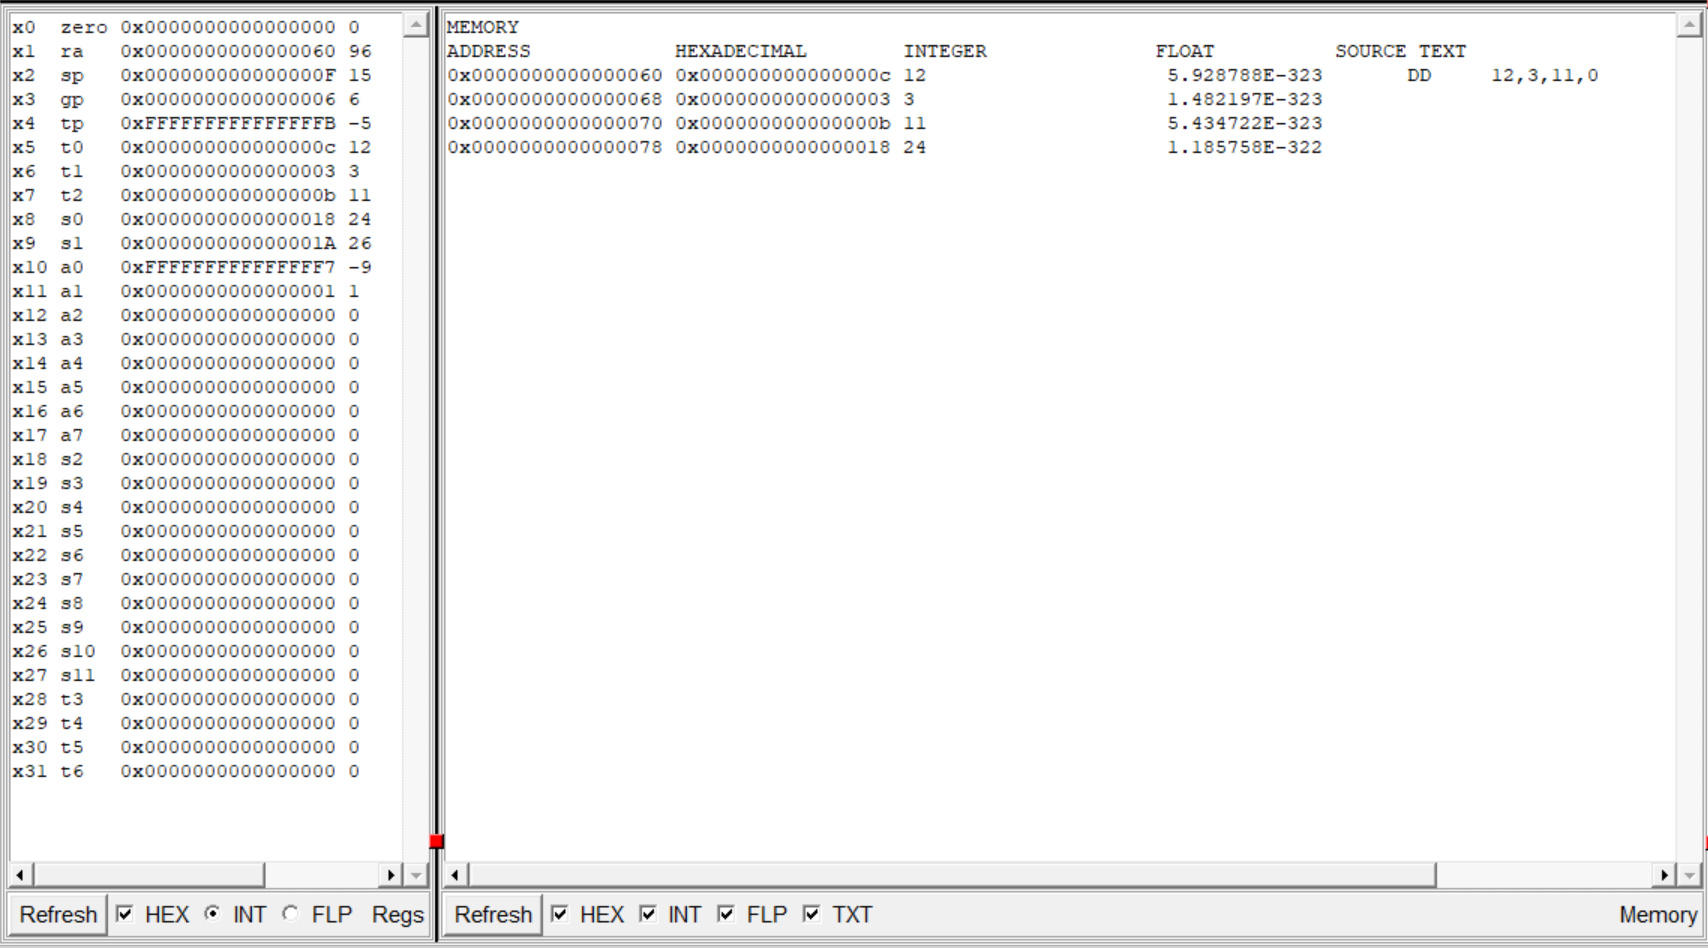 x0 zero 0x0000000000000000 0
x1 ra 0x0000000000000060 96
x2 sp 0x000000000000000F 15
x3 gp 0x0000000000000006 6
x4 tp 0xFFFFFFFFFFFFFFFB -5
x5 t0 0x000000000000000c 12
x6 t1 0x0000000000000003 3
x7 t2 0x000000000000000b 11
x8 s0 0x0000000000000018 24
x9 s1 0x000000000000001A 26
x10 a0 0xFFFFFFFFFFFFFFF7 -9
x11 a1 0x0000000000000001 1
x12 a2 0x0000000000000000 0
x13 a3 0x0000000000000000 0
x14 a4 0x0000000000000000 0
x15 a5 0x0000000000000000 0
x16 a6 0x0000000000000000 0
x17 a7 0x0000000000000000 0
x18 s2 0x0000000000000000 0
x19 s3 0x0000000000000000 0
x20 s4 0x0000000000000000 0
x21 s5 0x0000000000000000 0
x22 s6 0x0000000000000000 0
x23 s7 0x0000000000000000 0
x24 s8 0x0000000000000000 0
x25 s9 0x0000000000000000 0
x26 s10 0x0000000000000000 0
x27 s11 0x0000000000000000 0
x28 t3 0x0000000000000000 0
x29 t4 0x0000000000000000 0
x30 t5 0x0000000000000000 0
x31 t6 0x0000000000000000 0
Refresh HEX INT FLP Regs
MEMORY
ADDRESS HEXADECIMAL INTEGER FLOAT SOURCE TEXT
0x0000000000000060 0x000000000000000c 12 5.928788E-323 DD 12,3,11,0
0x0000000000000068 0x0000000000000003 3 1.482197E-323
0x0000000000000070 0x000000000000000b 11 5.434722E-323
0x0000000000000078 0x0000000000000018 24 1.185758E-322
Refresh HEX INT FLP TXT Memory